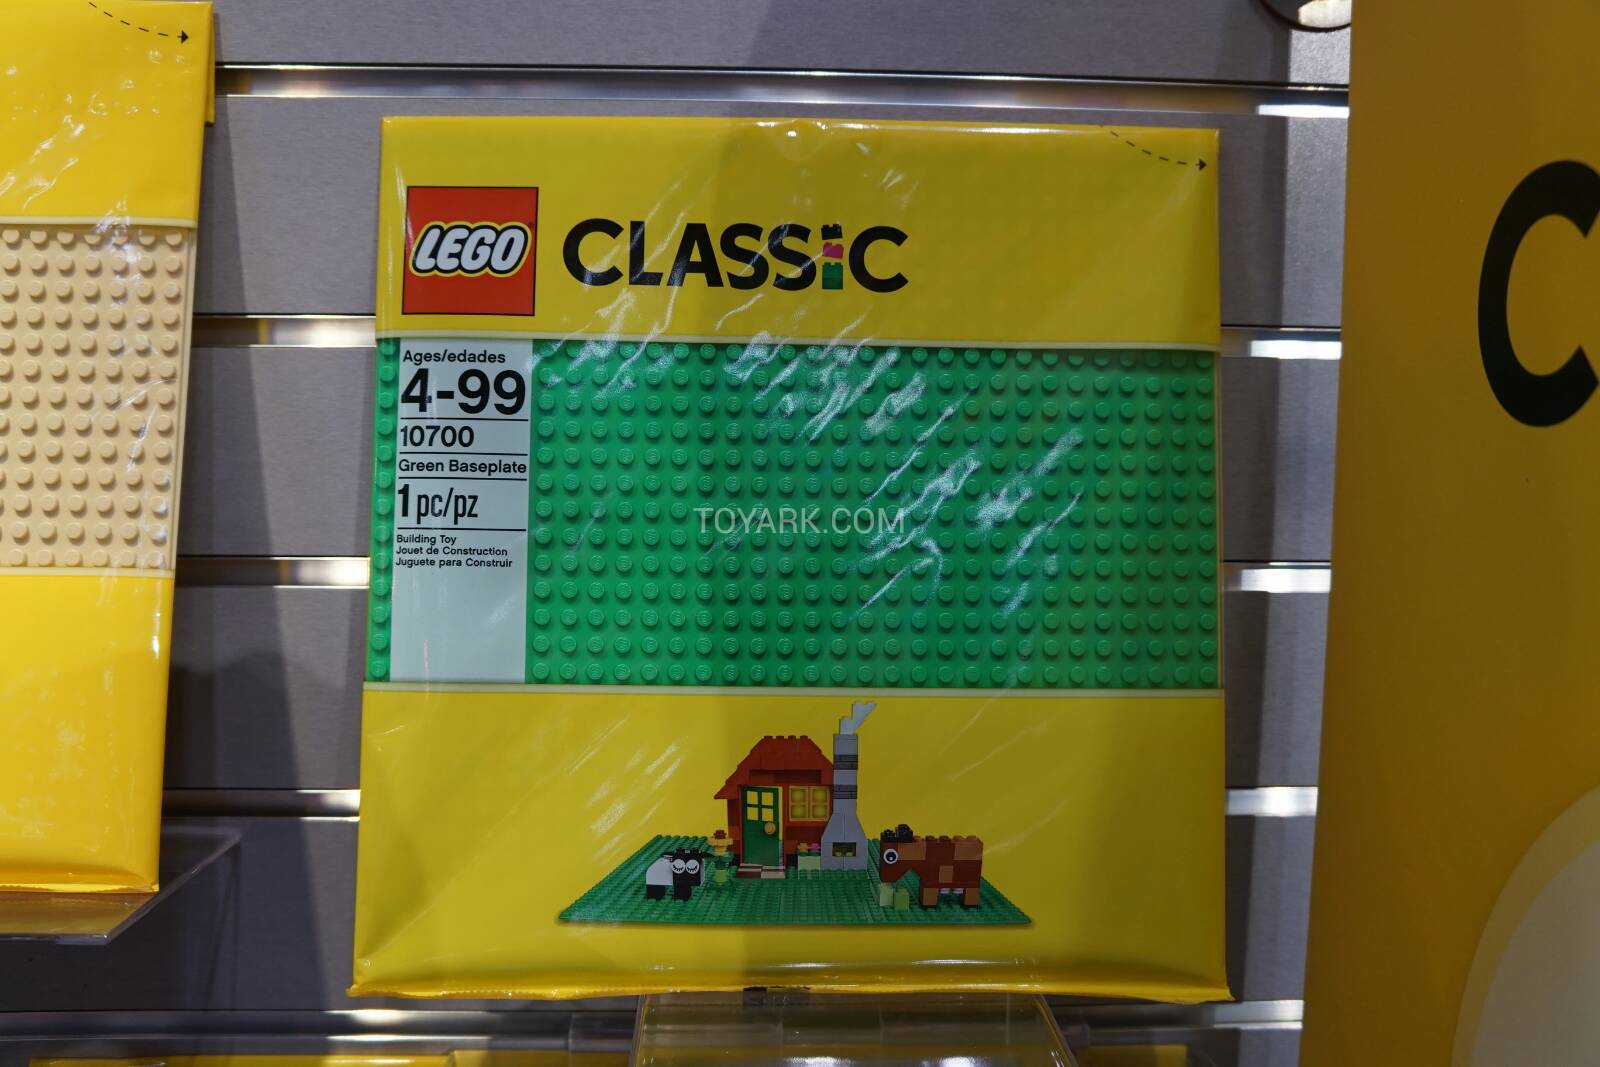 LEGO
CLASSiC
Ages/edades
4-99
10700
Green Baseplate
1 pc/pz
Building Toy
Jouet de Construction
Juguete para Construir
TOYARK.COM
C